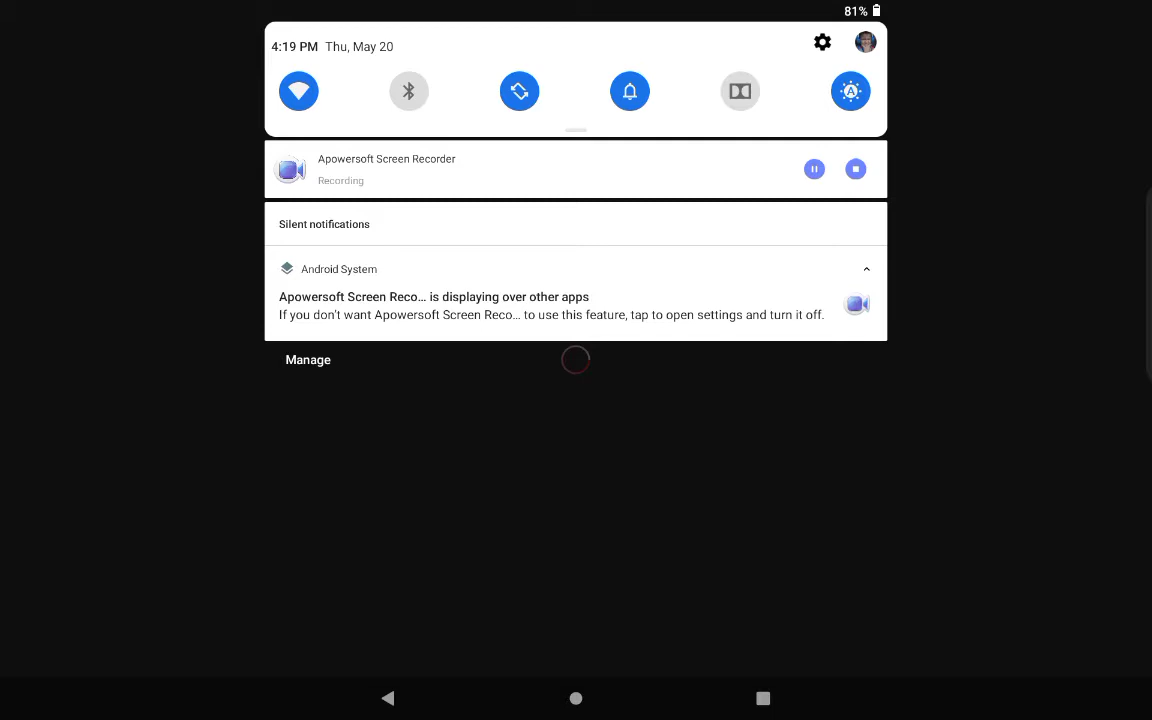 81%
4:19 PM Thu, May 20
A
Apowersoft Screen Recorder
Recording
Silent notifications
Android System
Apowersoft Screen Reco... is displaying over other apps
If you don't want Apowersoft Screen Reco... to use this feature, tap to open settings and turn it off.
Manage